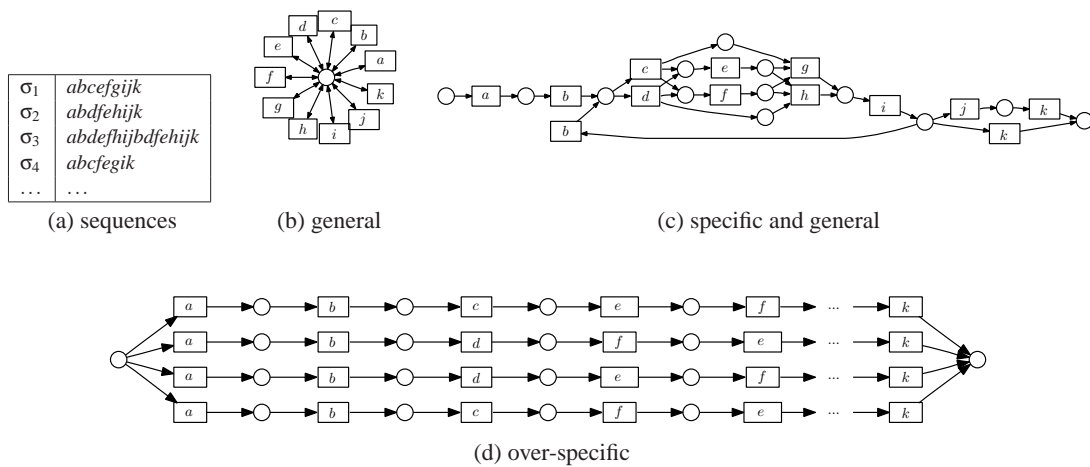 σ1 abcefgijk
σ2 abdfehijk
σ3 abdefhijbdfehijk
σ4 abcfegik
... ...
(a) sequences
a
b
c
d
e
f
g
h
i
j
k
(b) general
a
b
b
c
d
e
f
g
h
i
j
k
k
(c) specific and general
a b c e f ... k
a b d f e ... k
a b d e f ... k
a b c f e ... k
(d) over-specific